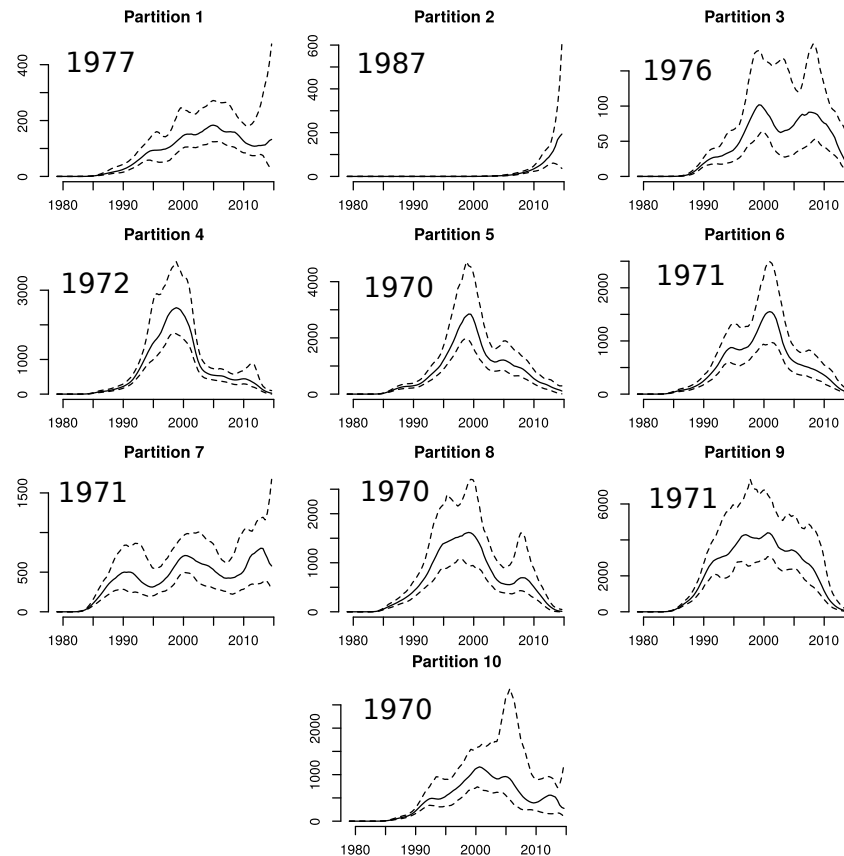 Partition 1
Partition 2
Partition 3
1977
1987
1976
0 200 400
0 200 400 600
0 50 100
1980 1990 2000 2010
1980 1990 2000 2010
1980 1990 2000 2010
Partition 4
Partition 5
Partition 6
1972
1970
1971
0 1000 3000
0 2000 4000
0 1000 2000
1980 1990 2000 2010
1980 1990 2000 2010
1980 1990 2000 2010
Partition 7
Partition 8
Partition 9
1971
1970
1971
0 500 1500
0 1000 2000
0 2000 6000
1980 1990 2000 2010
1980 1990 2000 2010
1980 1990 2000 2010
Partition 10
1970
0 1000 2000
1980 1990 2000 2010